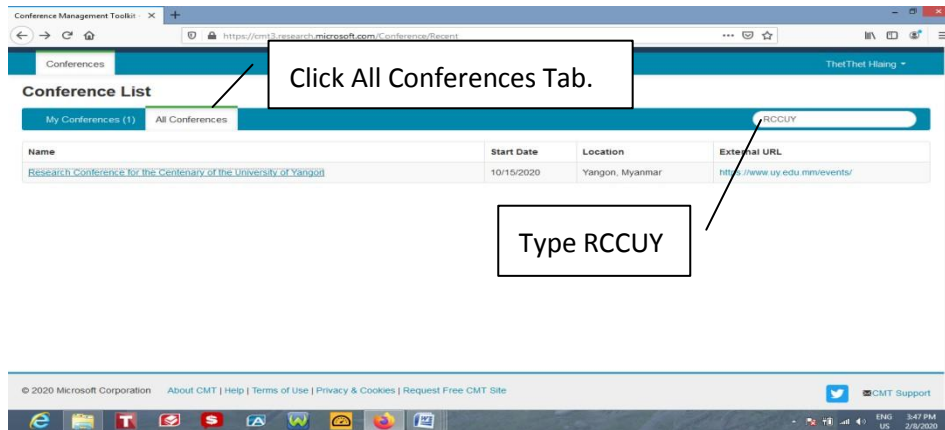 Conference Management Toolkit -
https://cmt3.research.microsoft.com/Conference/Recent
Conferences
ThetThet Hlaing
Click All Conferences Tab.
Conference List
My Conferences (1) All Conferences
RCCUY
Name Start Date Location External URL
Research Conference for the Centenary of the University of Yangon 10/15/2020 Yangon, Myanmar https://www.uy.edu.mm/events/
Type RCCUY
© 2020 Microsoft Corporation About CMT | Help | Terms of Use | Privacy & Cookies | Request Free CMT Site
CMT Support
ENG 3:47 PM
US 2/8/2020